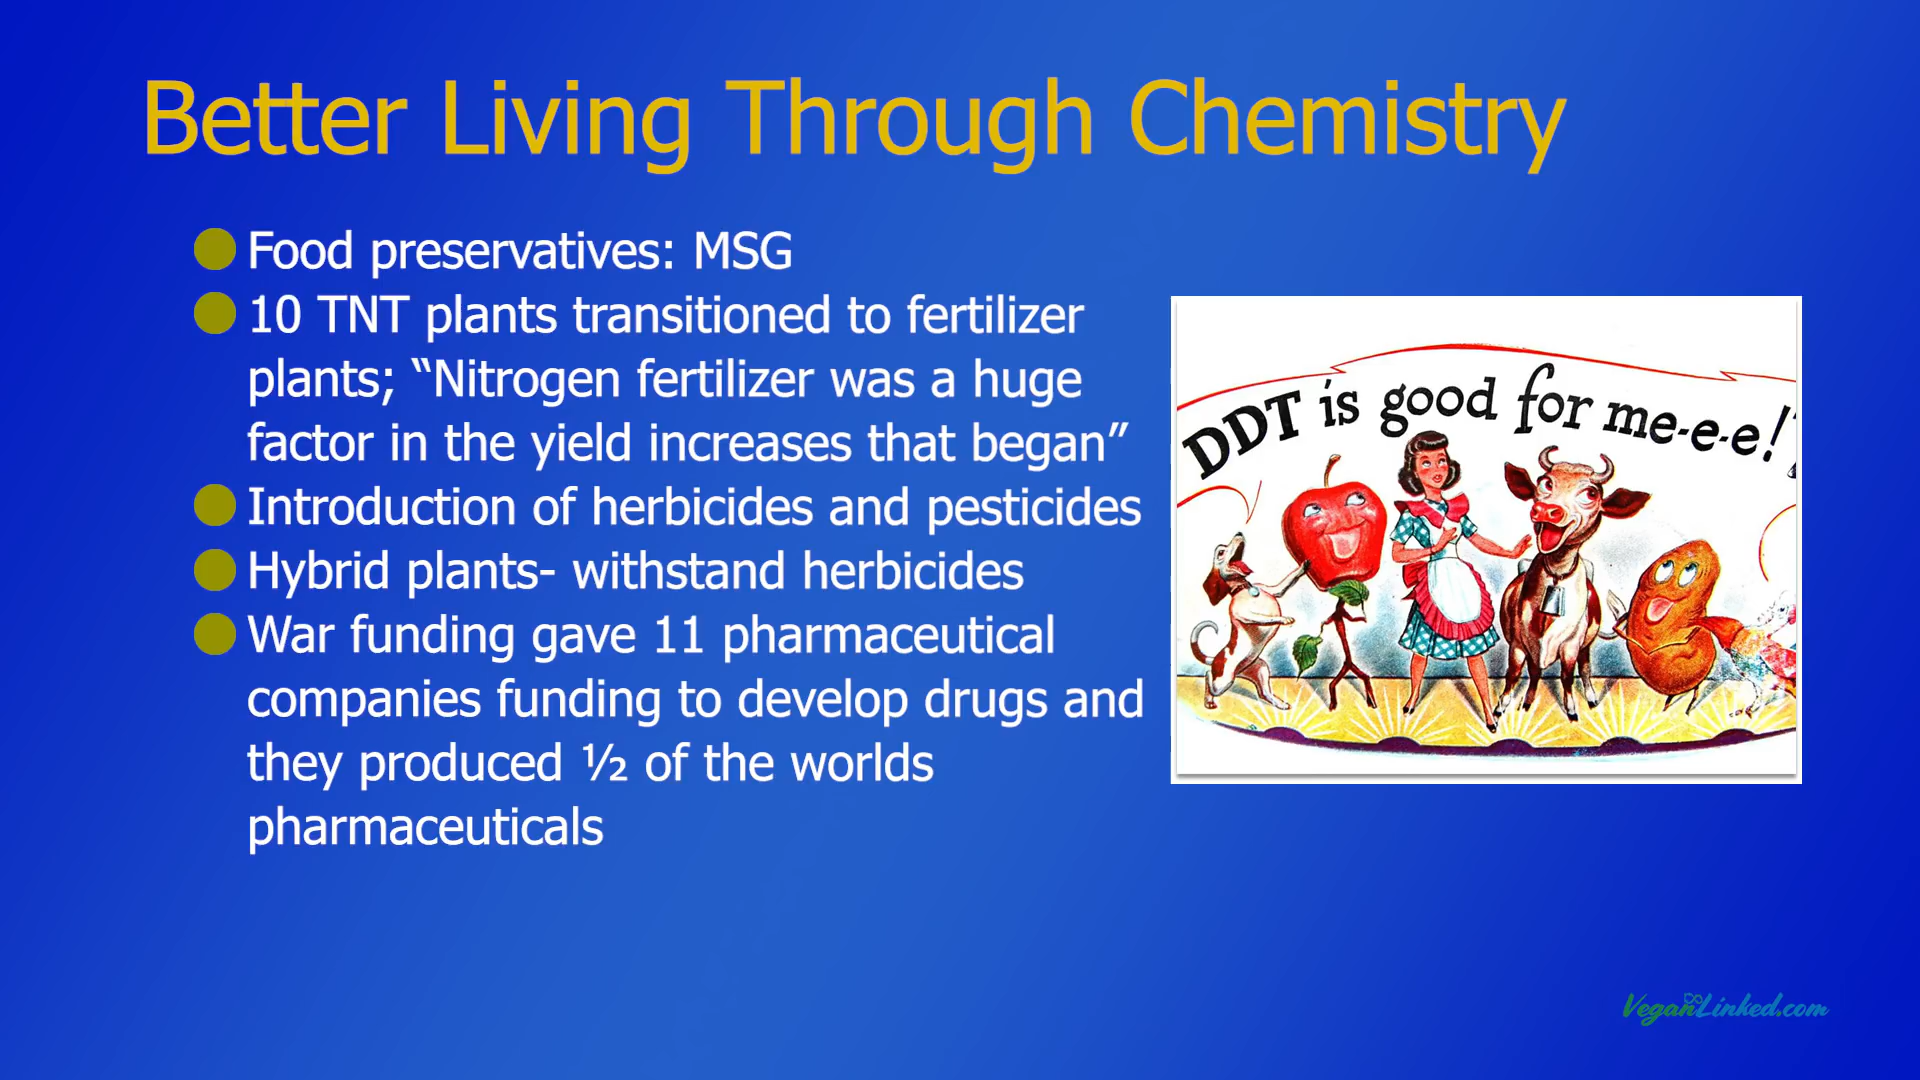 Better Living Through Chemistry
Food preservatives: MSG
10 TNT plants transitioned to fertilizer
plants; “Nitrogen fertilizer was a huge
factor in the yield increases that began”
Introduction of herbicides and pesticides
Hybrid plants- withstand herbicides
War funding gave 11 pharmaceutical
companies funding to develop drugs and
they produced ½ of the worlds
pharmaceuticals
DDT is good for me-e-e!
VeganLinked.com